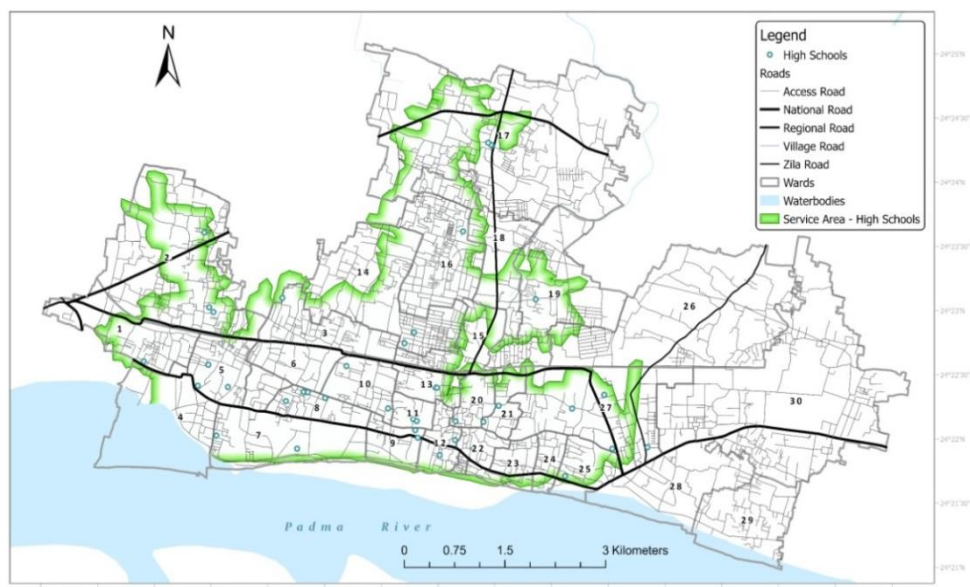 N
Legend
High Schools
Roads
Access Road
National Road
Regional Road
Village Road
Zila Road
Wards
Waterbodies
Service Area - High Schools
24°25'N
24°24'30"N
24°24'N
24°23'30"N
24°23'N
24°22'30"N
24°22'N
24°21'30"N
24°21'N
17
2
18
16
14
19
26
1
3
15
6
5
10
13
27
30
8
20
21
4
11
7
9
12
22
23
24
25
28
29
Padma River
0 0.75 1.5 3 Kilometers